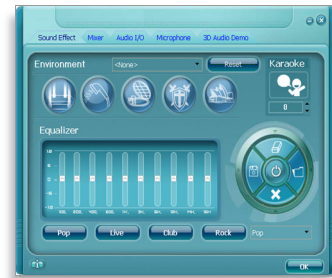 Sound Effect Mixer Audio I/O Microphone 3D Audio Demo
Environment <None> Reset Karaoke
0
Equalizer
Pop Live Club Rock Pop
OK